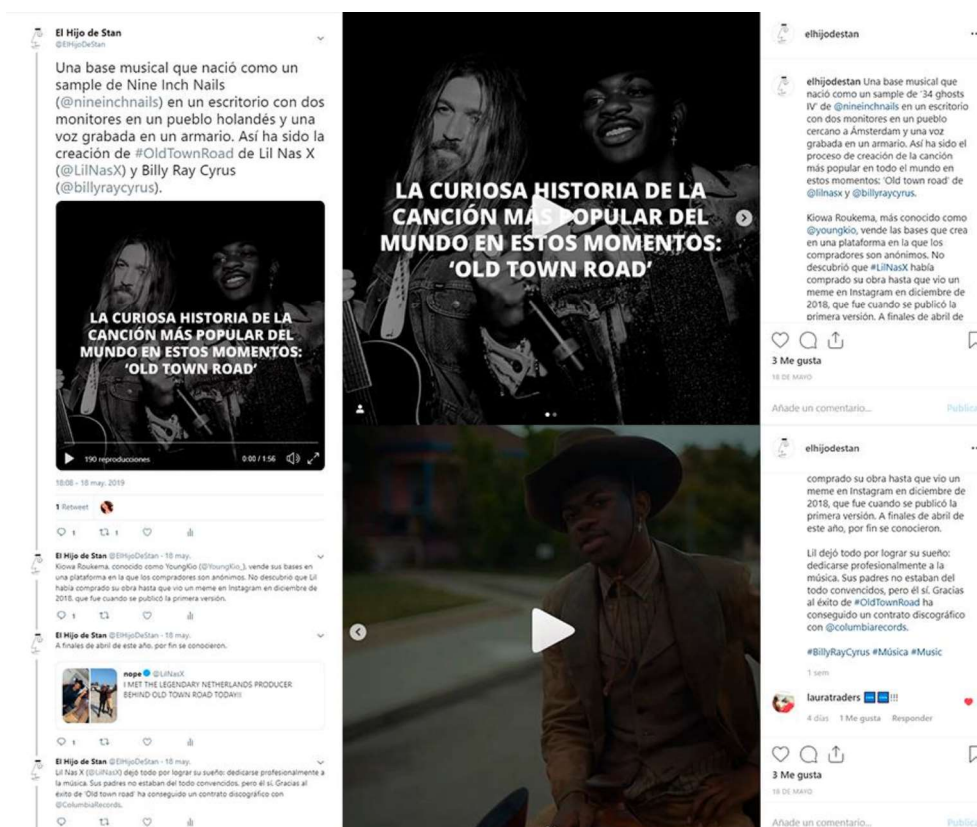 El Hijo de Stan
@ElHijoDeStan
Una base musical que nació como un
sample de Nine Inch Nails
(@nineinchnails) en un escritorio con dos
monitores en un pueblo holandés y una
voz grabada en un armario. Así ha sido la
creación de #OldTownRoad de Lil Nas X
(@LilNasX) y Billy Ray Cyrus
(@billyraycyrus).
LA CURIOSA HISTORIA DE LA
CANCIÓN MÁS POPULAR DEL
MUNDO EN ESTOS MOMENTOS:
'OLD TOWN ROAD'
190 reproducciones
0:00 / 1:56
18:08 - 18 may. 2019
1 Retweet
1
1
El Hijo de Stan @ElHijoDeStan - 18 may.
Kiowa Roukema, conocido como YoungKio (@YoungKio_), vende sus bases en
una plataforma en la que los compradores son anónimos. No descubrió que Lil
había comprado su obra hasta que vio un meme en Instagram en diciembre de
2018, que fue cuando se publicó la primera versión.
1
El Hijo de Stan @ElHijoDeStan - 18 may.
A finales de abril de este año, por fin se conocieron.
nope @LilNasX
I MET THE LEGENDARY NETHERLANDS PRODUCER
BEHIND OLD TOWN ROAD TODAY!!
1
El Hijo de Stan @ElHijoDeStan - 18 may.
Lil Nas X (@LilNasX) dejó todo por lograr su sueño: dedicarse profesionalmente a
la música. Sus padres no estaban del todo convencidos, pero él sí. Gracias al
éxito de 'Old town road' ha conseguido un contrato discográfico con
@ColumbiaRecords.
LA CURIOSA HISTORIA DE LA
CANCIÓN MÁS POPULAR DEL
MUNDO EN ESTOS MOMENTOS:
'OLD TOWN ROAD'
elhijodestan
elhijodestan Una base musical que
nació como un sample de '34 ghosts
IV' de @nineinchnails en un escritorio
con dos monitores en un pueblo
cercano a Ámsterdam y una voz
grabada en un armario. Así ha sido el
proceso de creación de la canción
más popular en todo el mundo en
estos momentos: 'Old town road' de
@lilnasx y @billyraycyrus.
Kiowa Roukema, más conocido como
@youngkio, vende las bases que crea
en una plataforma en la que los
compradores son anónimos. No
descubrió que #LilNasX había
comprado su obra hasta que vio un
meme en Instagram en diciembre de
2018, que fue cuando se publicó la
primera versión. A finales de abril de
3 Me gusta
18 DE MAYO
Añade un comentario...
Publica
elhijodestan
comprado su obra hasta que vio un
meme en Instagram en diciembre de
2018, que fue cuando se publicó la
primera versión. A finales de abril de
este año, por fin se conocieron.
Lil dejó todo por lograr su sueño:
dedicarse profesionalmente a la
música. Sus padres no estaban del
todo convencidos, pero él sí. Gracias
al éxito de #OldTownRoad ha
conseguido un contrato discográfico
con @columbiarecords.
#BillyRayCyrus #Música #Music
1 sem
lauratraders !!!
4 días 1 Me gusta Responder
3 Me gusta
18 DE MAYO
Añade un comentario...
Publica